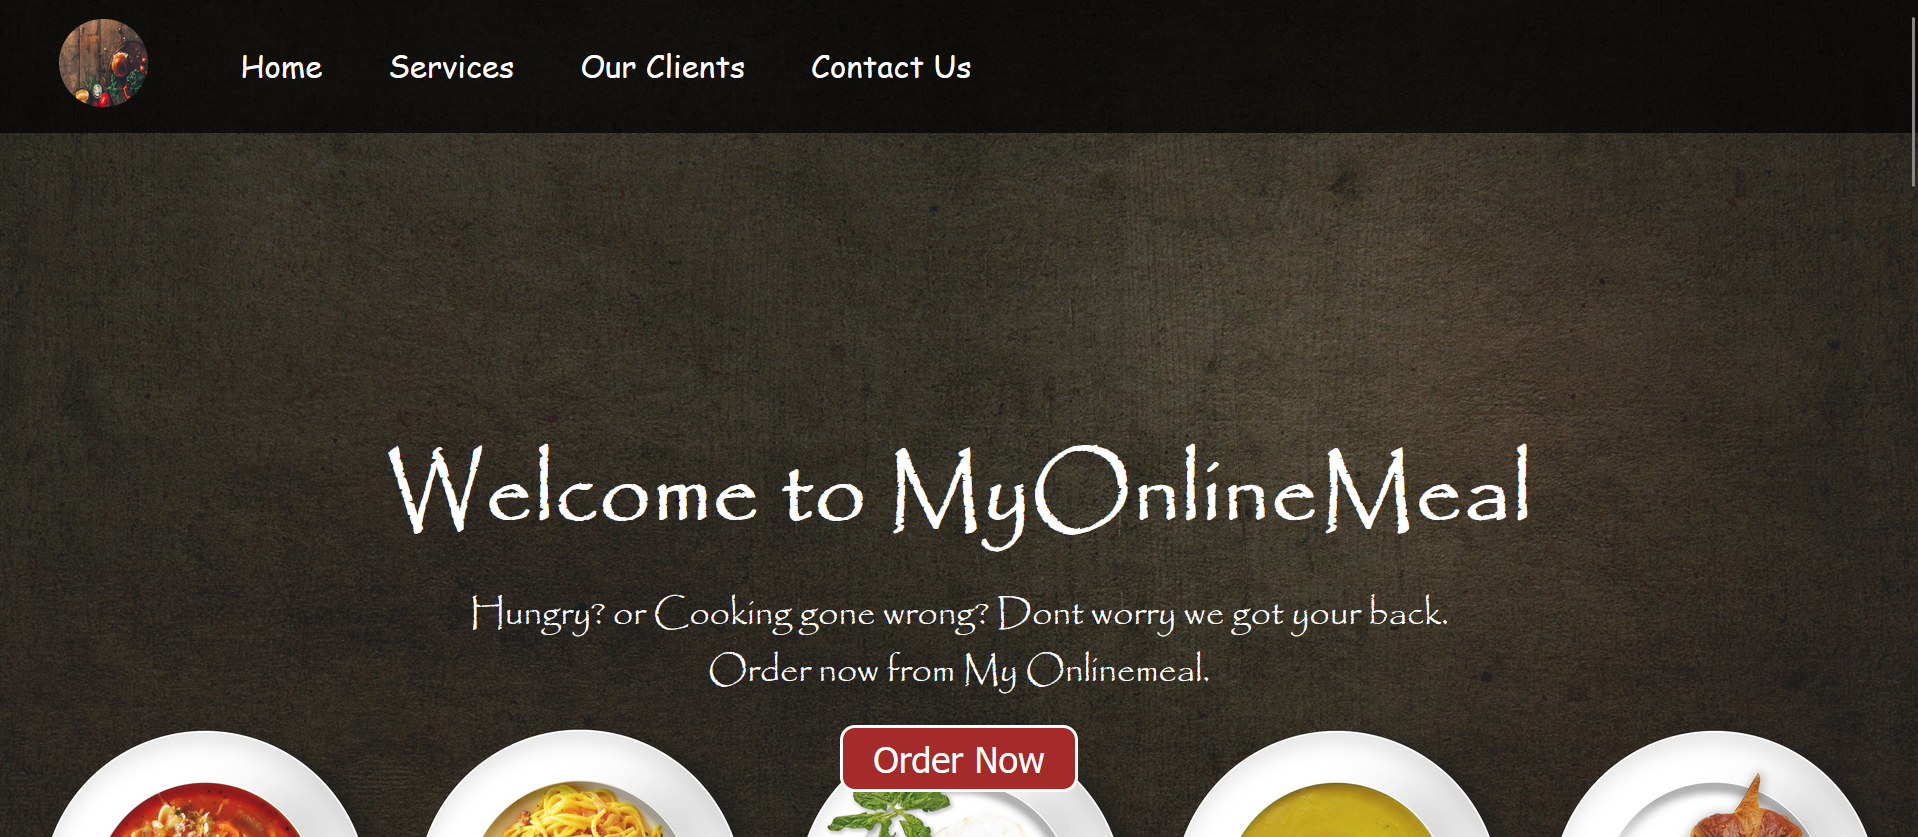 Home
Services
Our Clients
Contact Us
Welcome to MyOnlineMeal
Hungry? or Cooking gone wrong? Dont worry we got your back.
Order now from My Onlinemeal.
Order Now